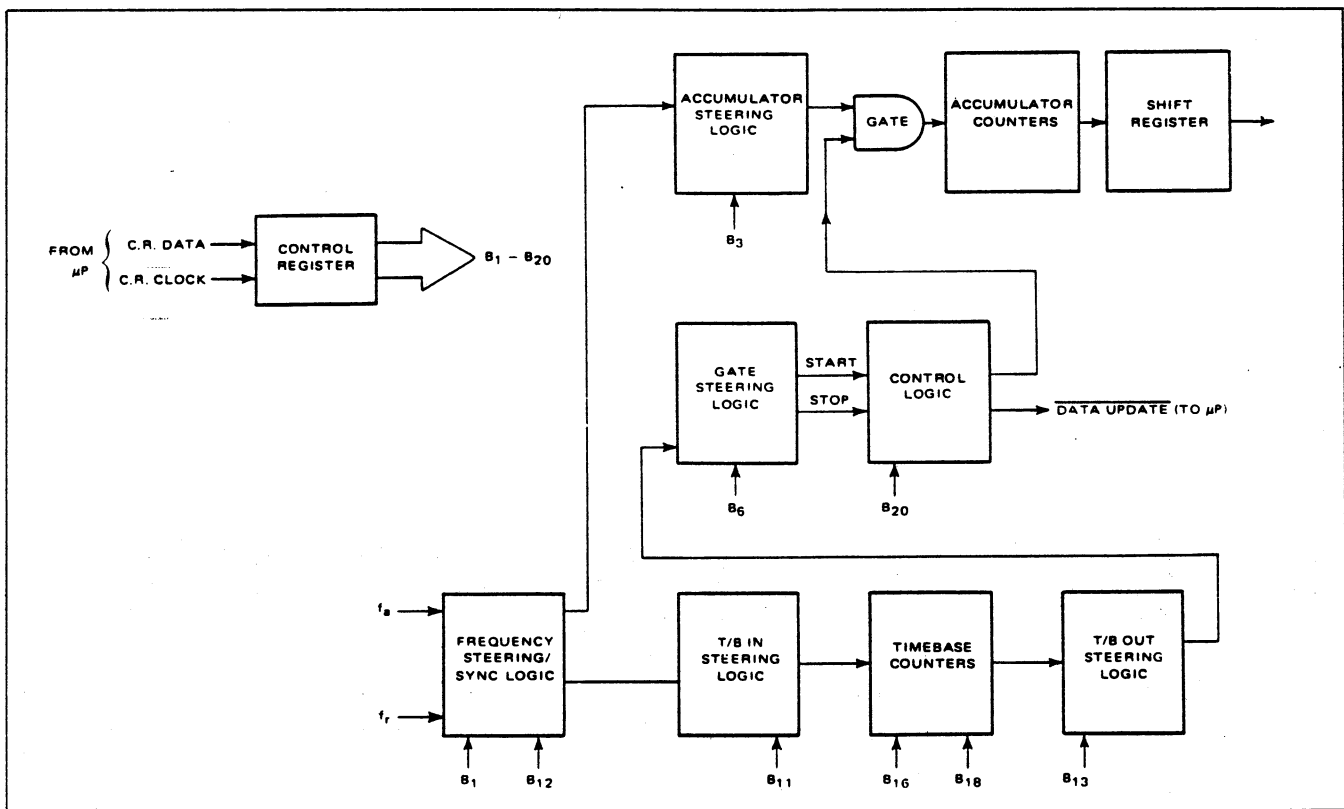 ACCUMULATOR
STEERING
LOGIC
GATE
ACCUMULATOR
COUNTERS
SHIFT
REGISTER
B3
FROM
μP
C.R. DATA
C.R. CLOCK
CONTROL
REGISTER
B1 – B20
GATE
STEERING
LOGIC
START
STOP
CONTROL
LOGIC
DATA UPDATE (TO μP)
B6
B20
fa
fr
FREQUENCY
STEERING/
SYNC LOGIC
T/B IN
STEERING
LOGIC
TIMEBASE
COUNTERS
T/B OUT
STEERING
LOGIC
B1
B12
B11
B16
B18
B13